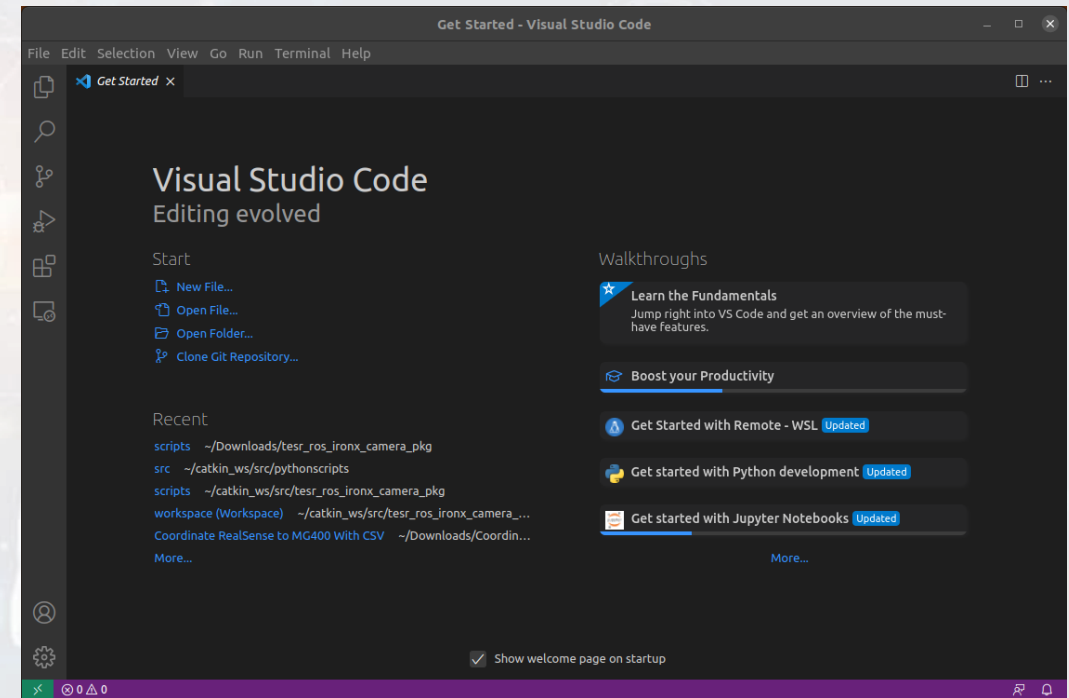 Get Started - Visual Studio Code
File Edit Selection View Go Run Terminal Help
Get Started
Visual Studio Code
Editing evolved
Start
New File...
Open File...
Open Folder...
Clone Git Repository...
Recent
scripts ~/Downloads/tesr_ros_ironx_camera_pkg
src ~/catkin_ws/src/pythonscripts
scripts ~/catkin_ws/src/tesr_ros_ironx_camera_pkg
workspace (Workspace) ~/catkin_ws/src/tesr_ros_ironx_camera_...
Coordinate RealSense to MG400 With CSV ~/Downloads/Coordin...
More...
Walkthroughs
Learn the Fundamentals
Jump right into VS Code and get an overview of the must-
have features.
Boost your Productivity
Get Started with Remote - WSL Updated
Get started with Python development Updated
Get started with Jupyter Notebooks Updated
More...
Show welcome page on startup
0 0